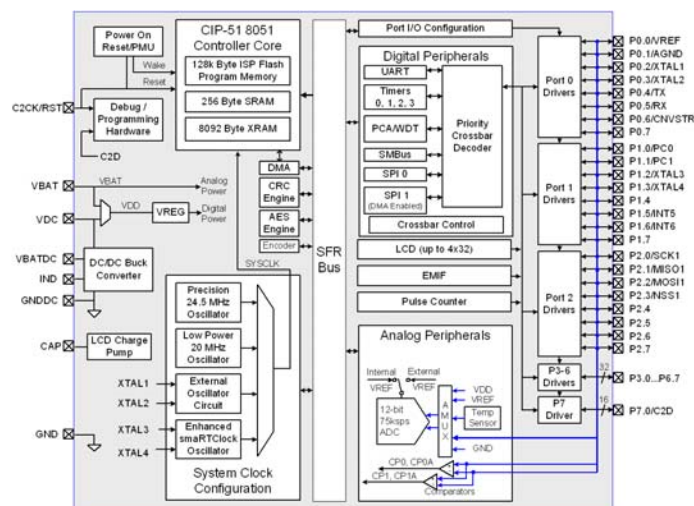 Power On
Reset/PMU
Wake
Reset
CIP-51 8051
Controller Core
128k Byte ISP Flash
Program Memory
256 Byte SRAM
8092 Byte XRAM
C2CK/RST
Debug /
Programming
Hardware
C2D
VBAT
VBAT
Analog
Power
VDC
VDD
VREG
Digital
Power
VBATDC
IND
GNDDC
DC/DC Buck
Converter
CAP
LCD Charge
Pump
XTAL1
XTAL2
XTAL3
XTAL4
GND
DMA
CRC
Engine
AES
Engine
Encoder
SYSCLK
Precision
24.5 MHz
Oscillator
Low Power
20 MHz
Oscillator
External
Oscillator
Circuit
Enhanced
smaRTClock
Oscillator
System Clock
Configuration
SFR
Bus
Port I/O Configuration
Digital Peripherals
UART
Timers
0, 1, 2, 3
PCA/WDT
SMBus
SPI 0
SPI 1
(DMA Enabled)
Priority
Crossbar
Decoder
Crossbar Control
LCD (up to 4x32)
EMIF
Pulse Counter
Analog Peripherals
Internal
External
VREF
VREF
12-bit
75ksps
ADC
A
M
U
X
VDD
VREF
Temp
Sensor
GND
CP0, CP0A
CP1, CP1A
Comparators
Port 0
Drivers
Port 1
Drivers
Port 2
Drivers
P3-6
Drivers
P7
Driver
32
16
P0.0/VREF
P0.1/AGND
P0.2/XTAL1
P0.3/XTAL2
P0.4/TX
P0.5/RX
P0.6/CNVSTR
P0.7
P1.0/PC0
P1.1/PC1
P1.2/XTAL3
P1.3/XTAL4
P1.4
P1.5/INT5
P1.6/INT6
P1.7
P2.0/SCK1
P2.1/MISO1
P2.2/MOSI1
P2.3/NSS1
P2.4
P2.5
P2.6
P2.7
P3.0...P6.7
P7.0/C2D